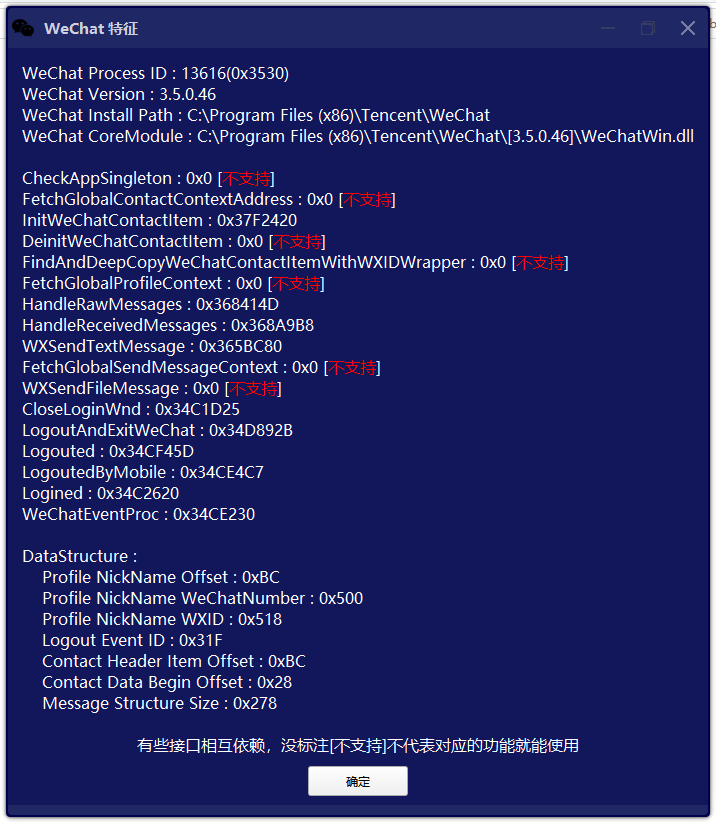 WeChat 特征
WeChat Process ID : 13616(0x3530)
WeChat Version : 3.5.0.46
WeChat Install Path : C:\Program Files (x86)\Tencent\WeChat
WeChat CoreModule : C:\Program Files (x86)\Tencent\WeChat\[3.5.0.46]\WeChatWin.dll
CheckAppSingleton : 0x0 [不支持]
FetchGlobalContactContextAddress : 0x0 [不支持]
InitWeChatContactItem : 0x37F2420
DeinitWeChatContactItem : 0x0 [不支持]
FindAndDeepCopyWeChatContactItemWithWXIDWrapper : 0x0 [不支持]
FetchGlobalProfileContext : 0x0 [不支持]
HandleRawMessages : 0x368414D
HandleReceivedMessages : 0x368A9B8
WXSendTextMessage : 0x365BC80
FetchGlobalSendMessageContext : 0x0 [不支持]
WXSendFileMessage : 0x0 [不支持]
CloseLoginWnd : 0x34C1D25
LogoutAndExitWeChat : 0x34D892B
Logouted : 0x34CF45D
LogoutedByMobile : 0x34CE4C7
Logined : 0x34C2620
WeChatEventProc : 0x34CE230
DataStructure :
Profile NickName Offset : 0xBC
Profile NickName WeChatNumber : 0x500
Profile NickName WXID : 0x518
Logout Event ID : 0x31F
Contact Header Item Offset : 0xBC
Contact Data Begin Offset : 0x28
Message Structure Size : 0x278
有些接口相互依赖，没标注[不支持]不代表对应的功能就能使用
确定